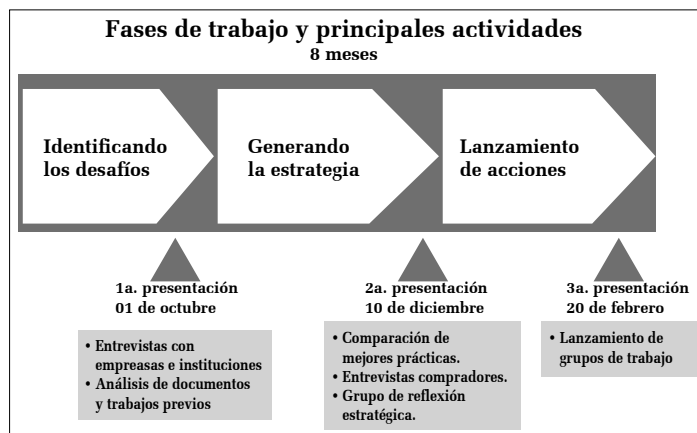 Fases de trabajo y principales actividades
8 meses
Identificando
los desafíos
Generando
la estrategia
Lanzamiento
de acciones
1a. presentación
01 de octubre
2a. presentación
10 de diciembre
3a. presentación
20 de febrero
• Entrevistas con
empreasas e instituciones
• Análisis de documentos
y trabajos previos
• Comparación de
mejores prácticas.
• Entrevistas compradores.
• Grupo de reflexión
estratégica.
• Lanzamiento de
grupos de trabajo